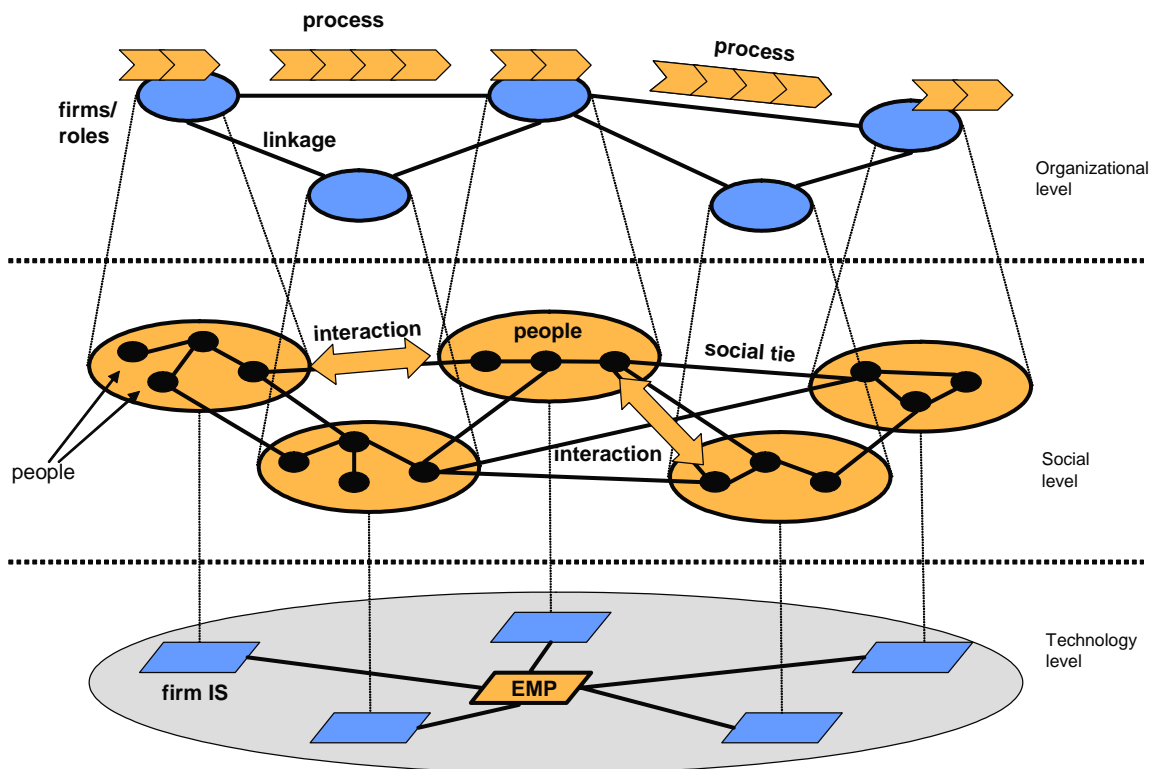 process
process
firms/
roles
linkage
Organizational
level
interaction
people
social tie
people
interaction
Social
level
Technology
level
firm IS
EMP